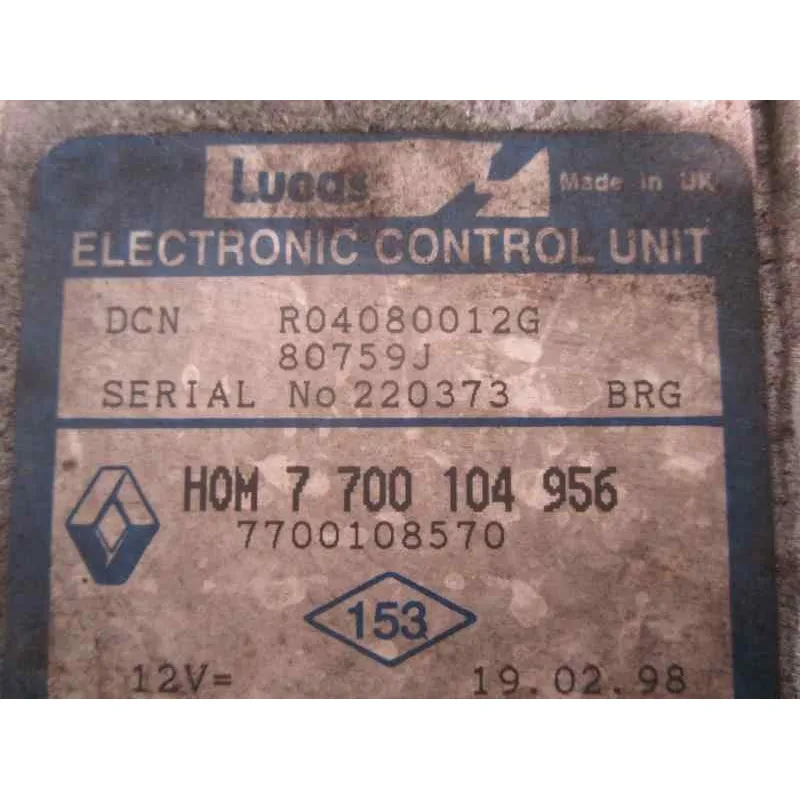 Lucas Made in UK
ELECTRONIC CONTROL UNIT
DCN R04080012G
80759J
SERIAL No 220373 BRG
HOM 7 700 104 956
7700108570
153
12V= 19.02.98